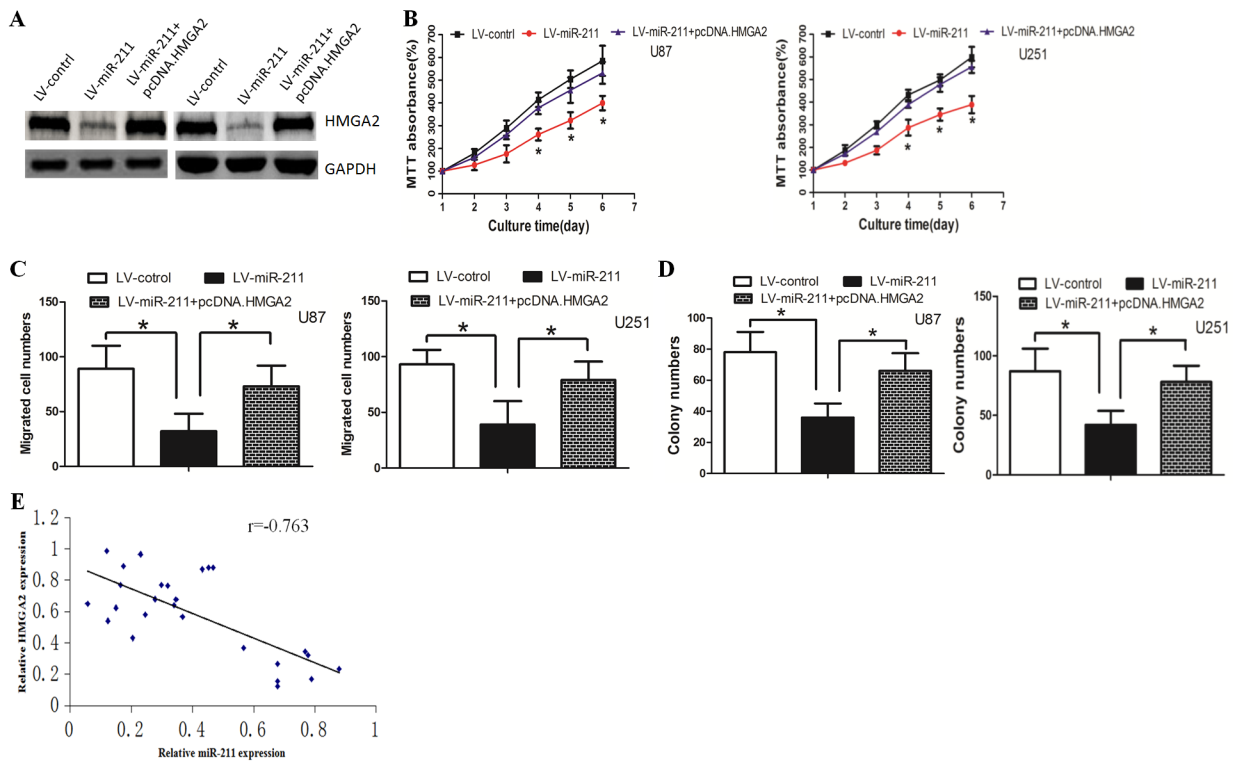 A
LV-contrl
LV-miR-211
LV-miR-211+
pcDNA.HMGA2
LV-control
LV-miR-211
LV-miR-211+
pcDNA.HMGA2
HMGA2
GAPDH
B
LV-contrl LV-miR-211 LV-miR-211+pcDNA.HMGA2
U87
MTT absorbance(%)
700
600
500
400
300
200
100
0
* * *
1 2 3 4 5 6 7
Culture time(day)
LV-contrl LV-miR-211 LV-miR-211+pcDNA.HMGA2
U251
MTT absorbance(%)
700
600
500
400
300
200
100
0
* * *
1 2 3 4 5 6 7
Culture time(day)
C
LV-cotrol LV-miR-211
LV-miR-211+pcDNA.HMGA2
U87
Migrated cell numbers
150
100
50
0
* *
LV-cotrol LV-miR-211
LV-miR-211+pcDNA.HMGA2
U251
Migrated cell numbers
150
100
50
0
* *
D
LV-control LV-miR-211
LV-miR-211+pcDNA.HMGA2
U87
Colony numbers
80
60
40
20
0
* *
LV-control LV-miR-211
LV-miR-211+pcDNA.HMGA2
U251
Colony numbers
150
100
50
0
* *
E
r=-0.763
Relative HMGA2 expression
1.2
1
0.8
0.6
0.4
0.2
0
0 0.2 0.4 0.6 0.8 1
Relative miR-211 expression